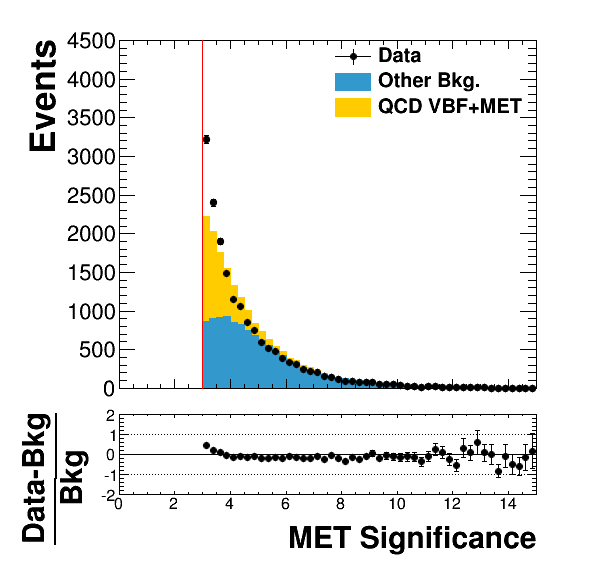 Events
4500
4000
3500
3000
2500
2000
1500
1000
500
0
Data
Other Bkg.
QCD VBF+MET
Data-Bkg
Bkg
2
1
0
-1
-2
0 2 4 6 8 10 12 14
MET Significance